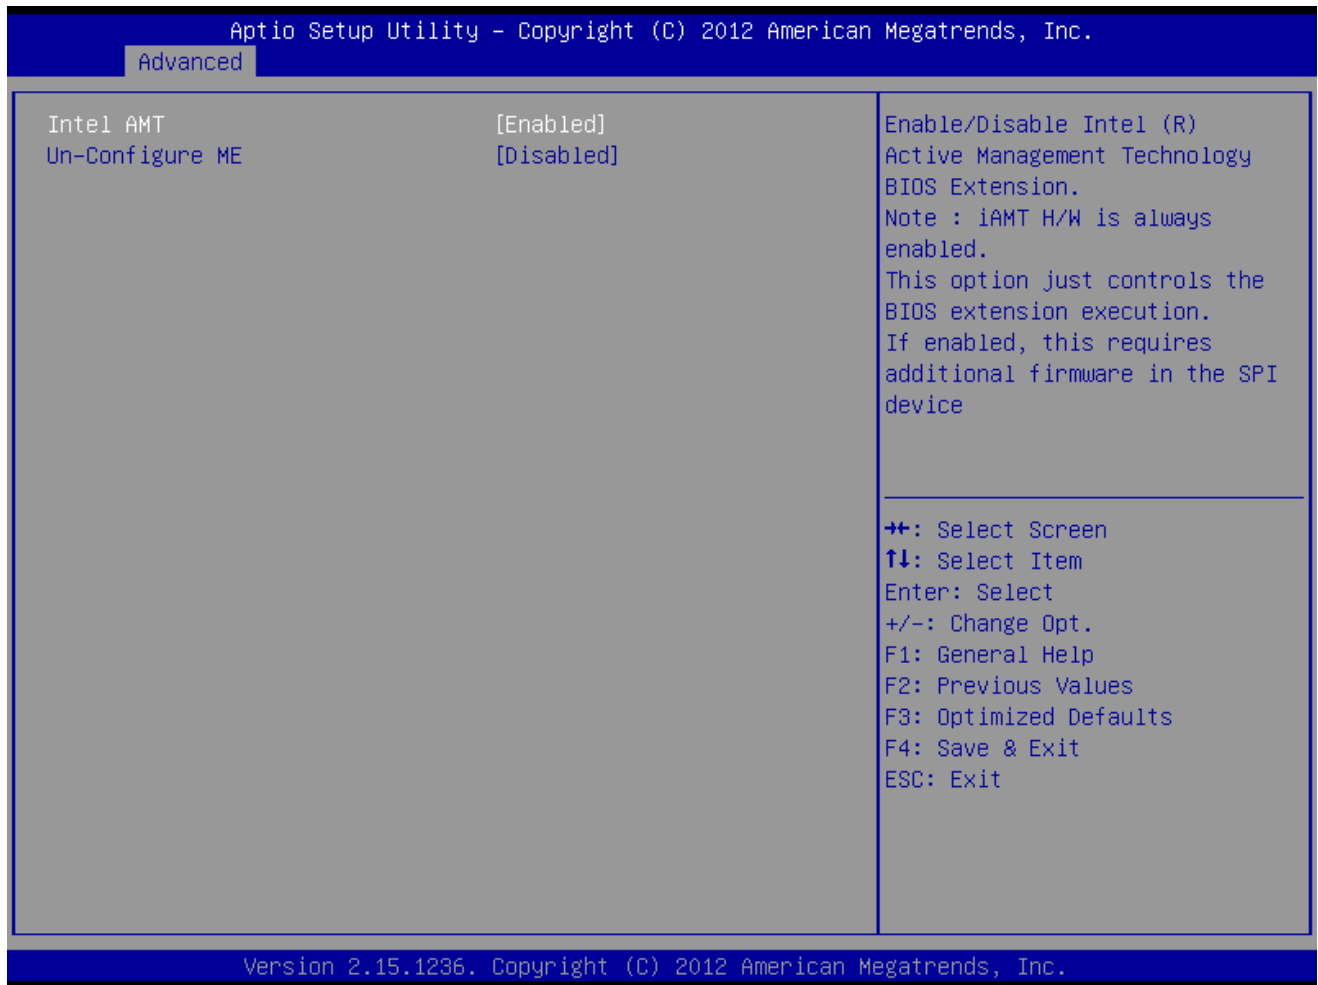 Aptio Setup Utility – Copyright (C) 2012 American Megatrends, Inc.
Advanced
Intel AMT [Enabled]
Un-Configure ME [Disabled]
Enable/Disable Intel (R)
Active Management Technology
BIOS Extension.
Note : iAMT H/W is always
enabled.
This option just controls the
BIOS extension execution.
If enabled, this requires
additional firmware in the SPI
device
→←: Select Screen
↑↓: Select Item
Enter: Select
+/-: Change Opt.
F1: General Help
F2: Previous Values
F3: Optimized Defaults
F4: Save & Exit
ESC: Exit
Version 2.15.1236. Copyright (C) 2012 American Megatrends, Inc.